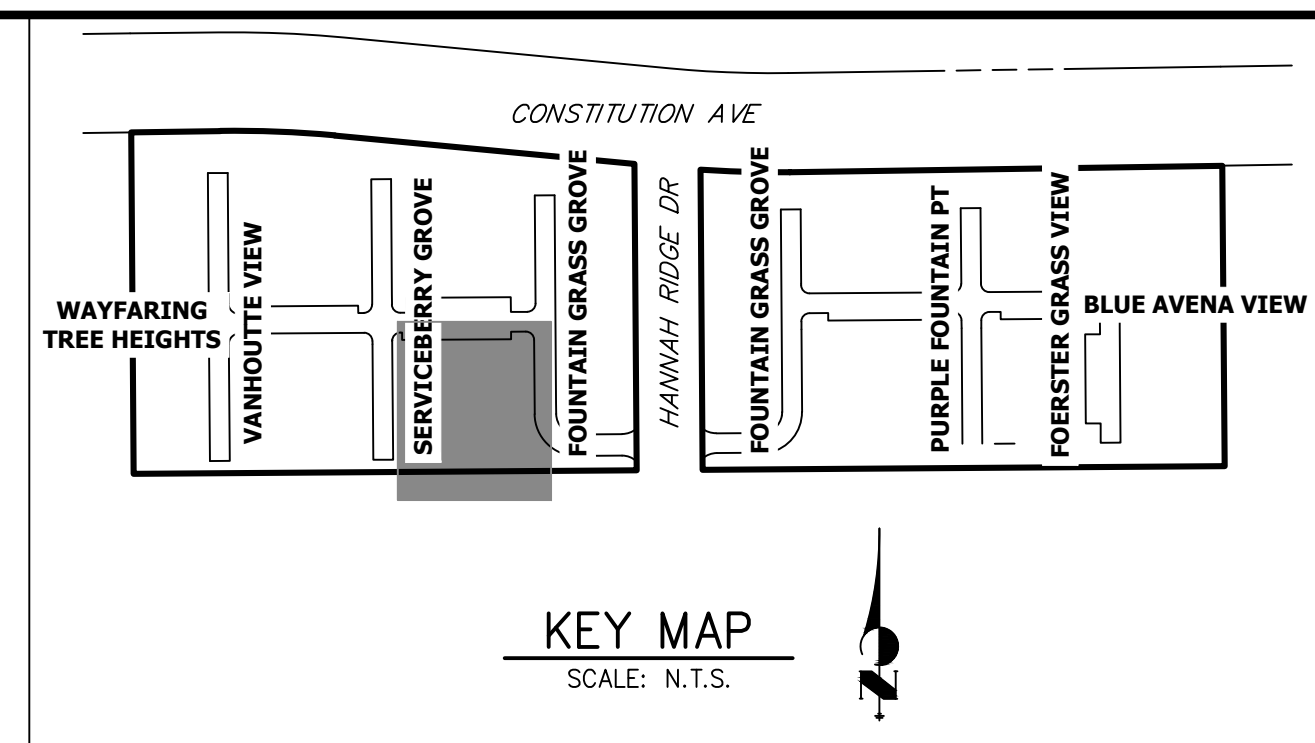 CONSTITUTION AVE
WAYFARING
TREE HEIGHTS
VANHOUTTE VIEW
SERVICEBERRY GROVE
FOUNTAIN GRASS GROVE
HANNAH RIDGE DR
FOUNTAIN GRASS GROVE
PURPLE FOUNTAIN PT
FOERSTER GRASS VIEW
BLUE AVENA VIEW
KEY MAP
SCALE: N.T.S.
N